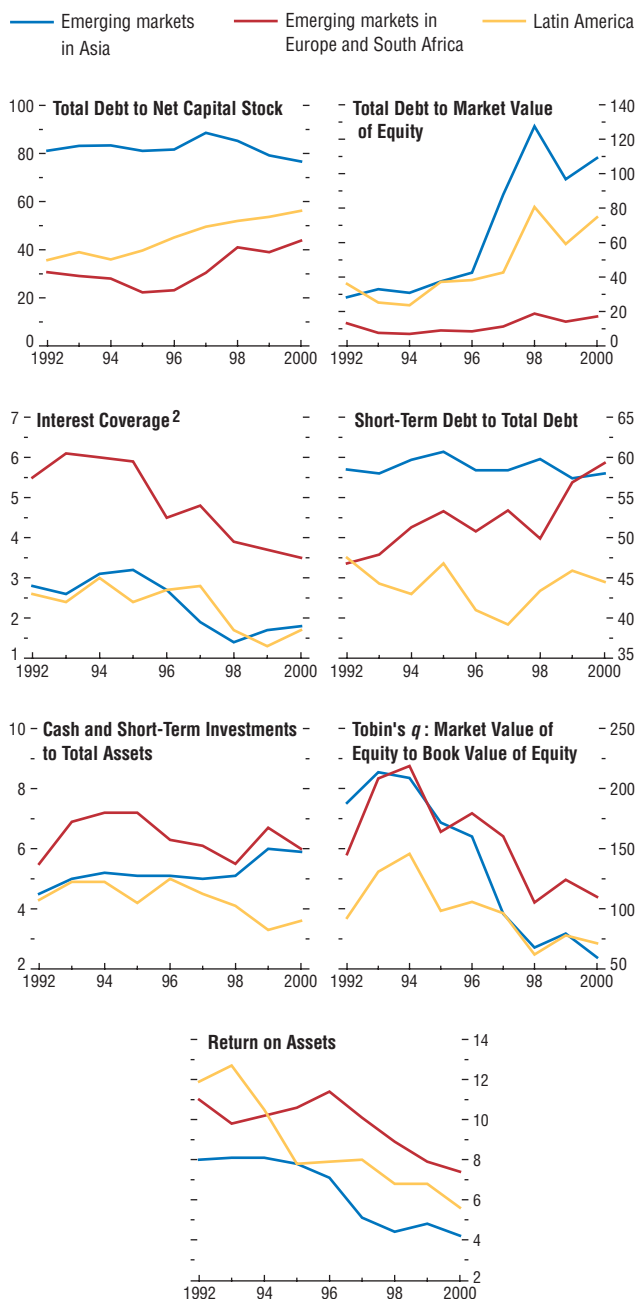 Emerging markets
in Asia
Emerging markets in
Europe and South Africa
Latin America
Total Debt to Net Capital Stock
100
80
60
40
20
0
1992 94 96 98 2000
Total Debt to Market Value
of Equity
140
120
100
80
60
40
20
0
1992 94 96 98 2000
Interest Coverage 2
7
6
5
4
3
2
1
1992 94 96 98 2000
Short-Term Debt to Total Debt
65
60
55
50
45
40
35
1992 94 96 98 2000
Cash and Short-Term Investments
to Total Assets
10
8
6
4
2
1992 94 96 98 2000
Tobin's q: Market Value of
Equity to Book Value of Equity
250
200
150
100
50
1992 94 96 98 2000
Return on Assets
14
12
10
8
6
4
2
1992 94 96 98 2000